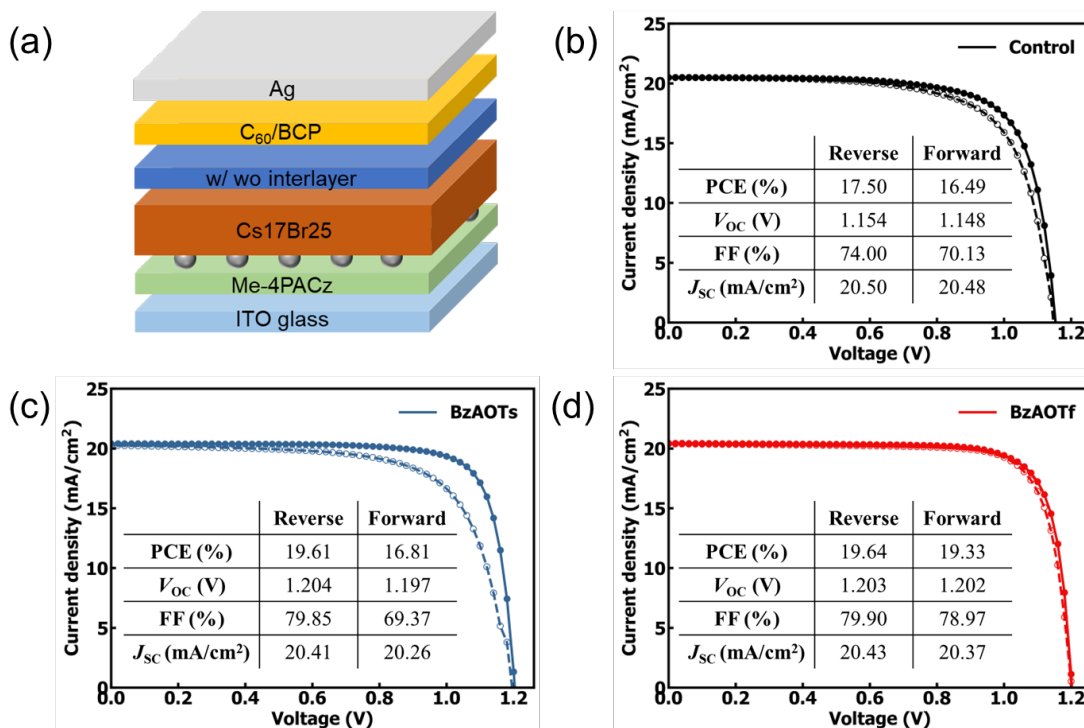 (a)
Ag
C60/BCP
w/ wo interlayer
Cs17Br25
Me-4PACz
ITO glass
(b)
Control
Current density (mA/cm²)
25
20
15
10
5
0
Reverse Forward
PCE (%) 17.50 16.49
VOC (V) 1.154 1.148
FF (%) 74.00 70.13
JSC (mA/cm²) 20.50 20.48
0.0 0.2 0.4 0.6 0.8 1.0 1.2
Voltage (V)
(c)
BzAOTs
Current density (mA/cm²)
25
20
15
10
5
0
Reverse Forward
PCE (%) 19.61 16.81
VOC (V) 1.204 1.197
FF (%) 79.85 69.37
JSC (mA/cm²) 20.41 20.26
0.0 0.2 0.4 0.6 0.8 1.0 1.2
Voltage (V)
(d)
BzAOTf
Current density (mA/cm²)
25
20
15
10
5
0
Reverse Forward
PCE (%) 19.64 19.33
VOC (V) 1.203 1.202
FF (%) 79.90 78.97
JSC (mA/cm²) 20.43 20.37
0.0 0.2 0.4 0.6 0.8 1.0 1.2
Voltage (V)